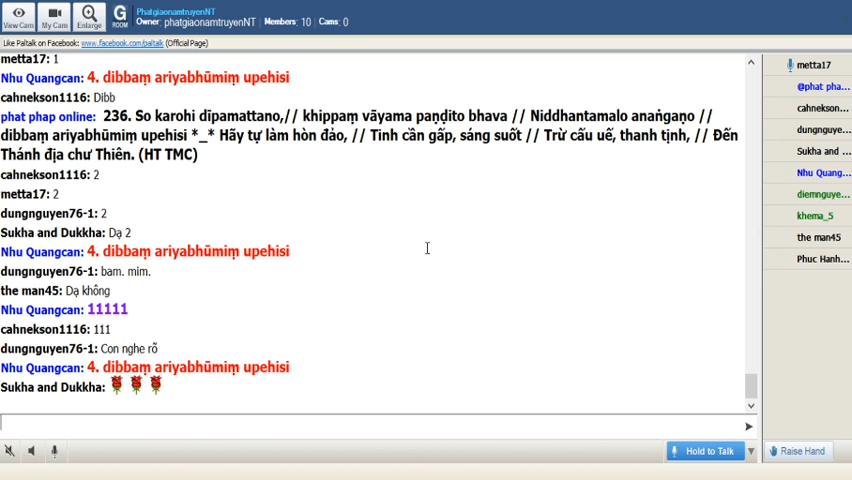 PhatgiaonamtruyenNT
Owner: phatgiaonamtruyenNT Members: 10 Cams: 0
View Cam My Cam Enlarge G ROOM
Like Paltalk on Facebook: www.facebook.com/paltalk (Official Page)
metta17: 1
Nhu Quangcan: 4. dibbaṃ ariyabhūmiṃ upehisi
cahnekson1116: Dibb
phat phap online: 236. So karohi dīpamattano,// khippaṃ vāyama paṇḍito bhava // Niddhantamalo anaṅgaṇo //
dibbaṃ ariyabhūmiṃ upehisi *_* Hãy tự làm hòn đảo, // Tinh cần gấp, sáng suốt // Trừ cấu uế, thanh tịnh, // Đến
Thánh địa chư Thiên. (HT TMC)
cahnekson1116: 2
metta17: 2
dungnguyen76-1: 2
Sukha and Dukkha: Dạ 2
Nhu Quangcan: 4. dibbaṃ ariyabhūmiṃ upehisi
dungnguyen76-1: bam. mim.
the man45: Dạ không
Nhu Quangcan: 11111
cahnekson1116: 111
dungnguyen76-1: Con nghe rõ
Nhu Quangcan: 4. dibbaṃ ariyabhūmiṃ upehisi
Sukha and Dukkha:
metta17
@phat pha...
cahnekson...
dungnguye...
Sukha and ...
Nhu Quang...
diemnguye...
khema_5
the man45
Phuc Hanh...
Hold to Talk
Raise Hand